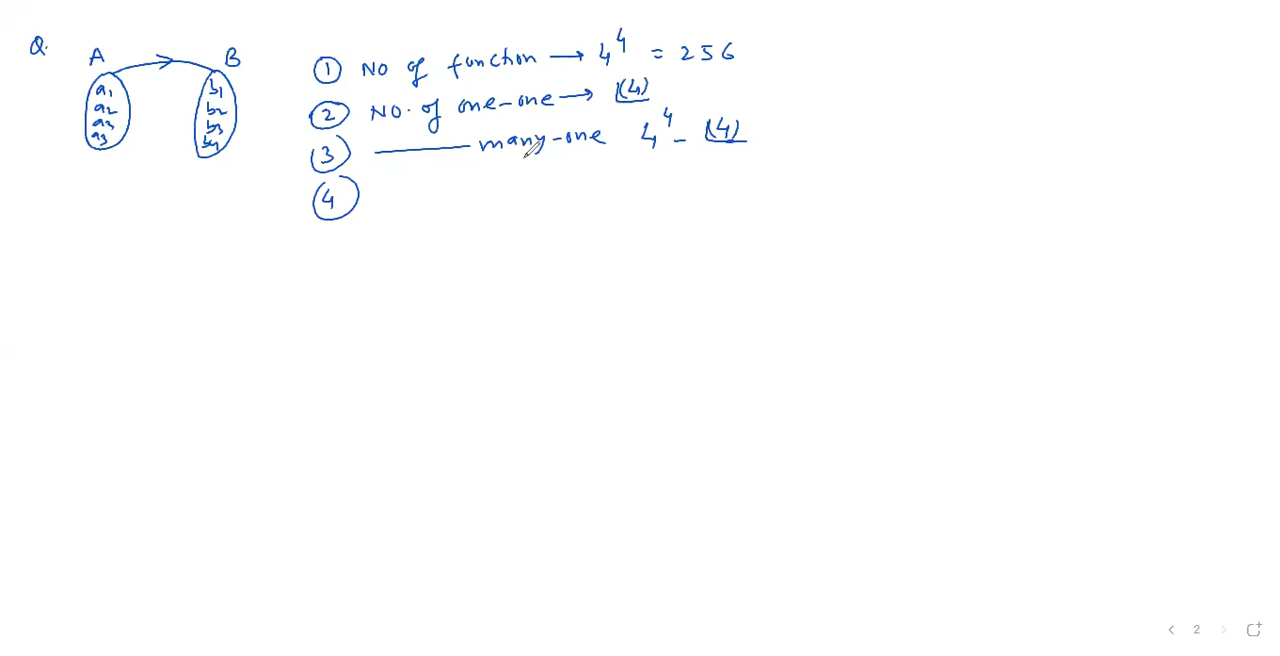 Q.
A B
a1 b1
a2 b2
a3 b3
a3 b4
① No of function → 4^4 = 256
② No. of one-one → ⌊(4)
③ ——— many-one 4^4 - ⌊(4)
④
2